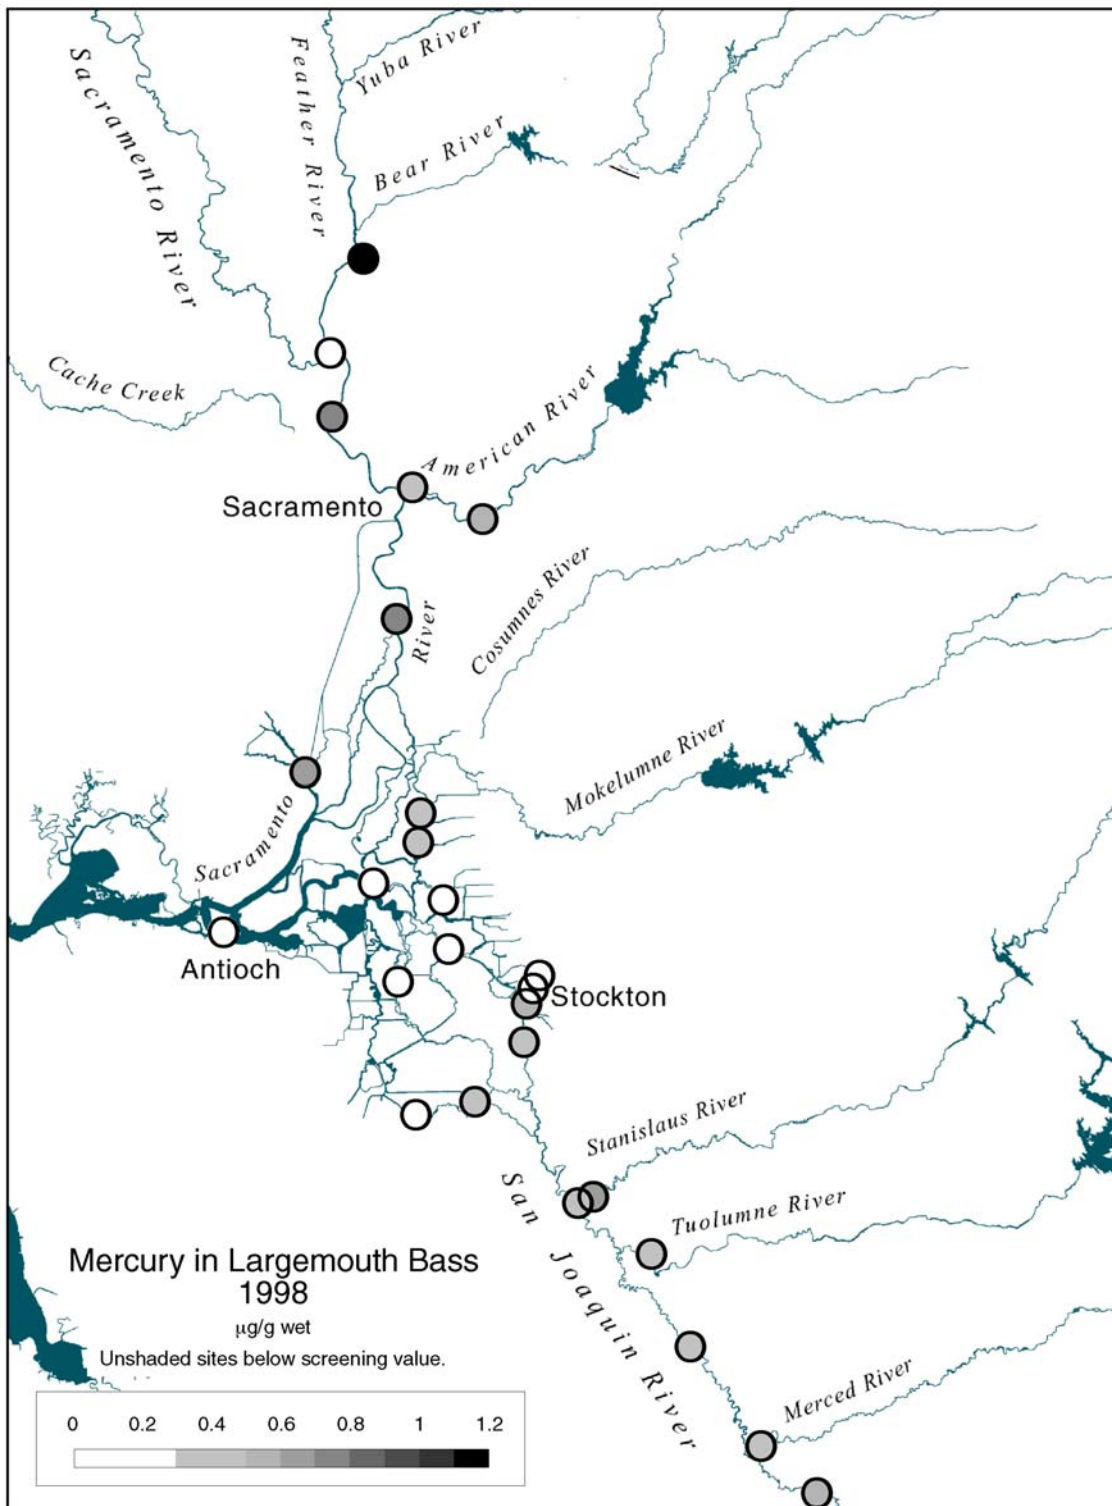 Sacramento River
Feather River
Yuba River
Bear River
Cache Creek
American River
Sacramento
River
Cosumnes River
Mokelumne River
Sacramento
Antioch
Stockton
Stanislaus River
Tuolumne River
San Joaquin River
Merced River
Mercury in Largemouth Bass
1998
µg/g wet
Unshaded sites below screening value.
0 0.2 0.4 0.6 0.8 1 1.2